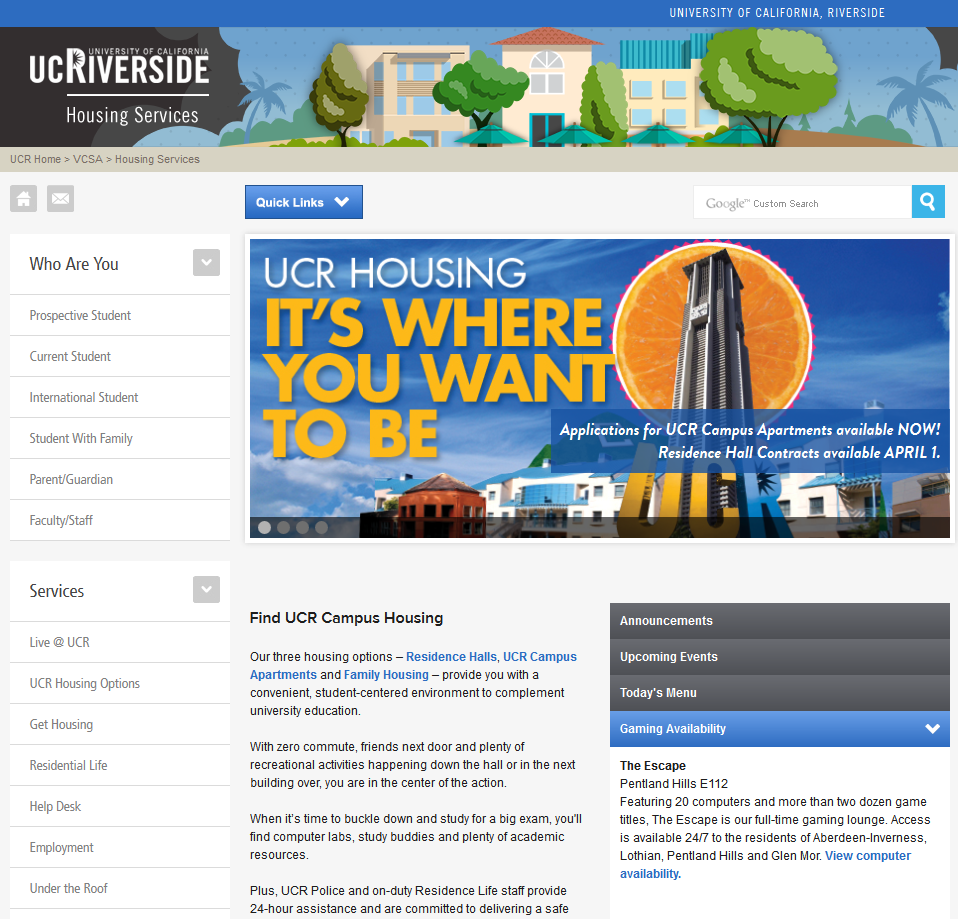 UNIVERSITY OF CALIFORNIA, RIVERSIDE
UNIVERSITY OF CALIFORNIA
UCRIVERSIDE
Housing Services
UCR Home > VCSA > Housing Services
Quick Links
Google™ Custom Search
Who Are You
Prospective Student
Current Student
International Student
Student With Family
Parent/Guardian
Faculty/Staff
UCR HOUSING
IT'S WHERE
YOU WANT
TO BE
Applications for UCR Campus Apartments available NOW!
Residence Hall Contracts available APRIL 1.
UCR
Services
Live @ UCR
UCR Housing Options
Get Housing
Residential Life
Help Desk
Employment
Under the Roof
Find UCR Campus Housing
Our three housing options – Residence Halls, UCR Campus
Apartments and Family Housing – provide you with a
convenient, student-centered environment to complement
university education.
With zero commute, friends next door and plenty of
recreational activities happening down the hall or in the next
building over, you are in the center of the action.
When it's time to buckle down and study for a big exam, you'll
find computer labs, study buddies and plenty of academic
resources.
Plus, UCR Police and on-duty Residence Life staff provide
24-hour assistance and are committed to delivering a safe
Announcements
Upcoming Events
Today's Menu
Gaming Availability
The Escape
Pentland Hills E112
Featuring 20 computers and more than two dozen game
titles, The Escape is our full-time gaming lounge. Access
is available 24/7 to the residents of Aberdeen-Inverness,
Lothian, Pentland Hills and Glen Mor. View computer
availability.